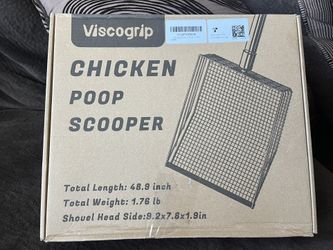 Viscogrip
CHICKEN
POOP
SCOOPER
Total Length: 48.9 inch
Total Weight: 1.76 lb
Shovel Head Side:9.2x7.6x1.9in